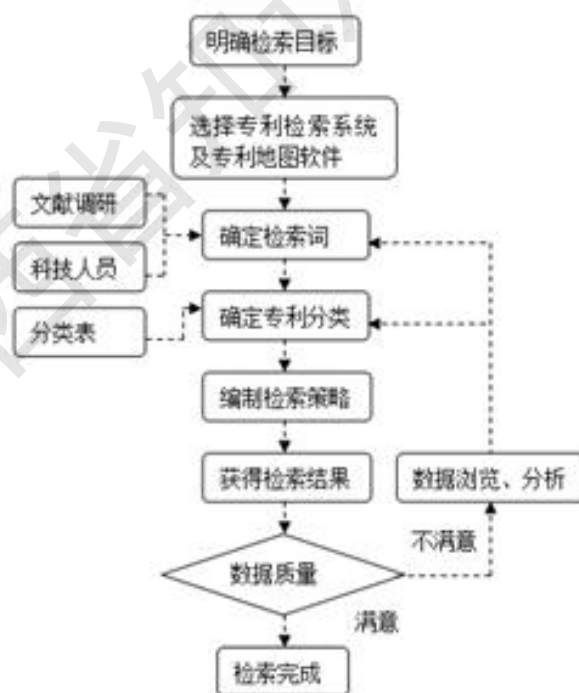 明确检索目标
选择专利检索系统
及专利地图软件
文献调研
确定检索词
科技人员
分类表
确定专利分类
编制检索策略
获得检索结果
数据浏览、分析
不满意
数据质量
满意
检索完成